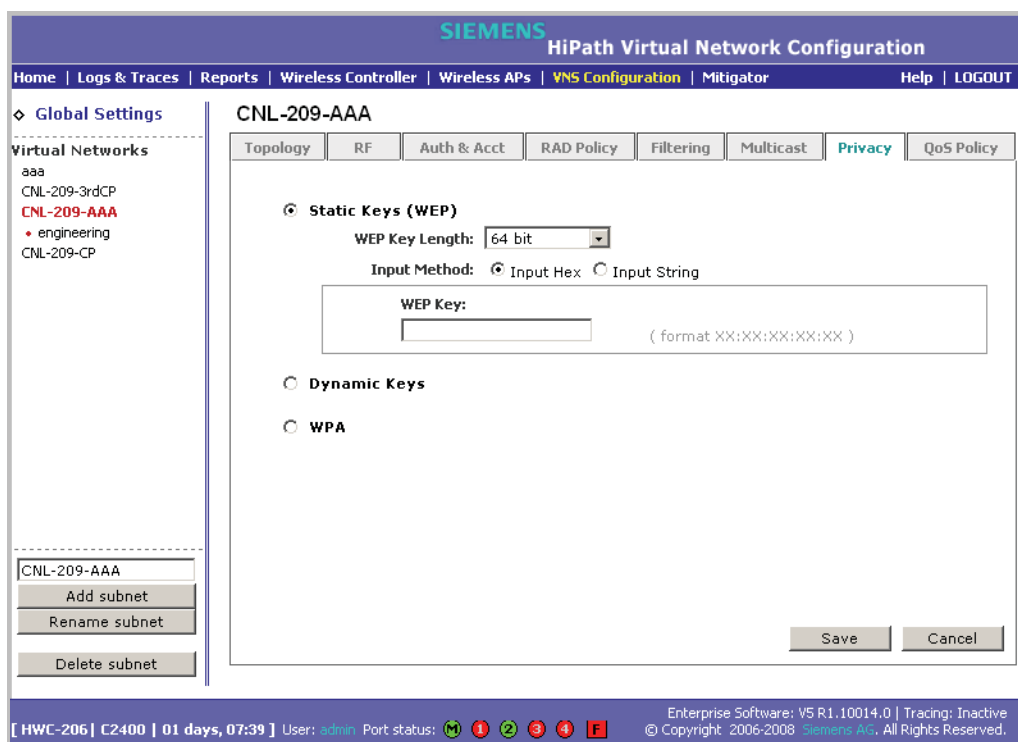 SIEMENS
HiPath Virtual Network Configuration
Home | Logs & Traces | Reports | Wireless Controller | Wireless APs | VNS Configuration | Mitigator Help | LOGOUT
Global Settings
Virtual Networks
aaa
CNL-209-3rdCP
CNL-209-AAA
engineering
CNL-209-CP
CNL-209-AAA
Add subnet
Rename subnet
Delete subnet
CNL-209-AAA
Topology RF Auth & Acct RAD Policy Filtering Multicast Privacy QoS Policy
Static Keys (WEP)
WEP Key Length: 64 bit
Input Method: Input Hex Input String
WEP Key:
( format XX:XX:XX:XX:XX )
Dynamic Keys
WPA
Save Cancel
[ HWC-206 | C2400 | 01 days, 07:39 ] User: admin Port status: M 1 2 3 4 F
Enterprise Software: V5 R1.10014.0 | Tracing: Inactive
© Copyright 2006-2008 Siemens AG. All Rights Reserved.